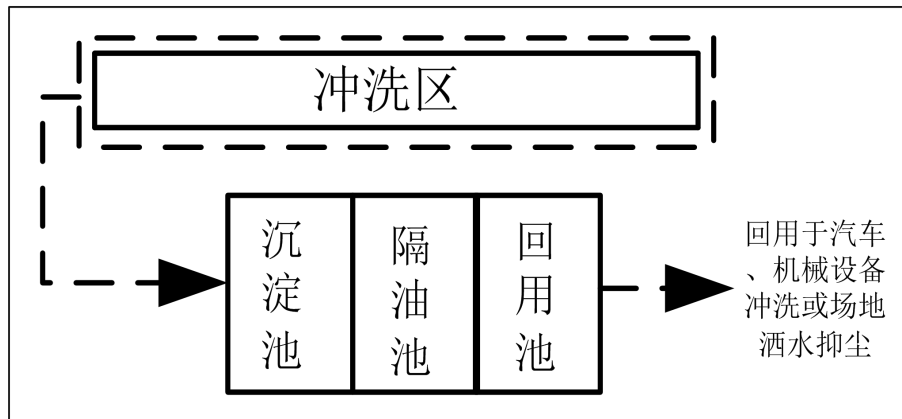 冲洗区
沉淀池
隔油池
回用池
回用于汽车
、机械设备
冲洗或场地
洒水抑尘